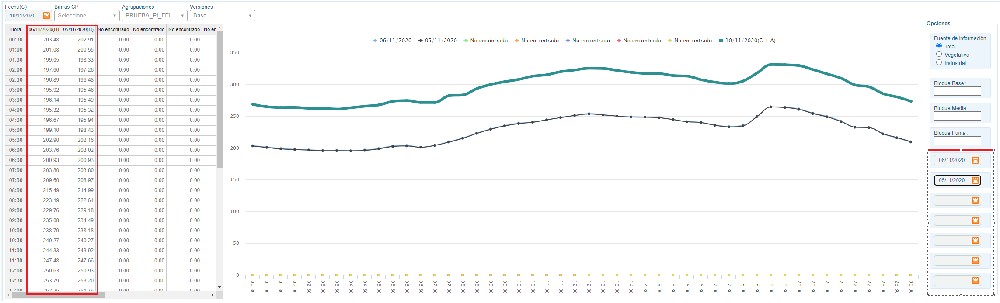 Fecha(C) Barras CP Agrupaciones Versiones
10/11/2020 Seleccione PRUEBA_PI_FEL... Base
Hora 06/11/2020(H) 05/11/2020(H) No encontrado No encontrado No encontrado No en
00:30 203.48 202.91 0.00 0.00 0.00
01:00 201.08 200.55 0.00 0.00 0.00
01:30 199.05 198.33 0.00 0.00 0.00
02:00 197.66 197.26 0.00 0.00 0.00
02:30 196.89 196.48 0.00 0.00 0.00
03:00 195.92 195.46 0.00 0.00 0.00
03:30 196.14 195.49 0.00 0.00 0.00
04:00 195.32 195.32 0.00 0.00 0.00
04:30 196.67 195.94 0.00 0.00 0.00
05:00 199.10 198.43 0.00 0.00 0.00
05:30 202.90 202.16 0.00 0.00 0.00
06:00 203.76 203.02 0.00 0.00 0.00
06:30 200.93 200.93 0.00 0.00 0.00
07:00 203.80 203.80 0.00 0.00 0.00
07:30 209.60 208.97 0.00 0.00 0.00
08:00 215.49 214.99 0.00 0.00 0.00
08:30 223.19 222.64 0.00 0.00 0.00
09:00 229.76 229.18 0.00 0.00 0.00
09:30 235.08 234.49 0.00 0.00 0.00
10:00 238.79 238.18 0.00 0.00 0.00
10:30 240.27 240.27 0.00 0.00 0.00
11:00 244.33 243.92 0.00 0.00 0.00
11:30 247.48 247.66 0.00 0.00 0.00
12:00 250.63 250.93 0.00 0.00 0.00
12:30 253.79 253.20 0.00 0.00 0.00
13:00 252.25 251.76 0.00 0.00 0.00
06/11/2020 05/11/2020 No encontrado No encontrado No encontrado No encontrado No encontrado 10/11/2020(C + A)
350
300
250
200
150
100
50
0
00:30 01:00 01:30 02:00 02:30 03:00 03:30 04:00 04:30 05:00 05:30 06:00 06:30 07:00 07:30 08:00 08:30 09:00 09:30 10:00 10:30 11:00 11:30 12:00 12:30 13:00 13:30 14:00 14:30 15:00 15:30 16:00 16:30 17:00 17:30 18:00 18:30 19:00 19:30 20:00 20:30 21:00 21:30 22:00 22:30 23:00 23:30 00:00
Opciones
Fuente de información
Total
Vegetativa
Industrial
Bloque Base :
Bloque Media :
Bloque Punta :
06/11/2020
05/11/2020